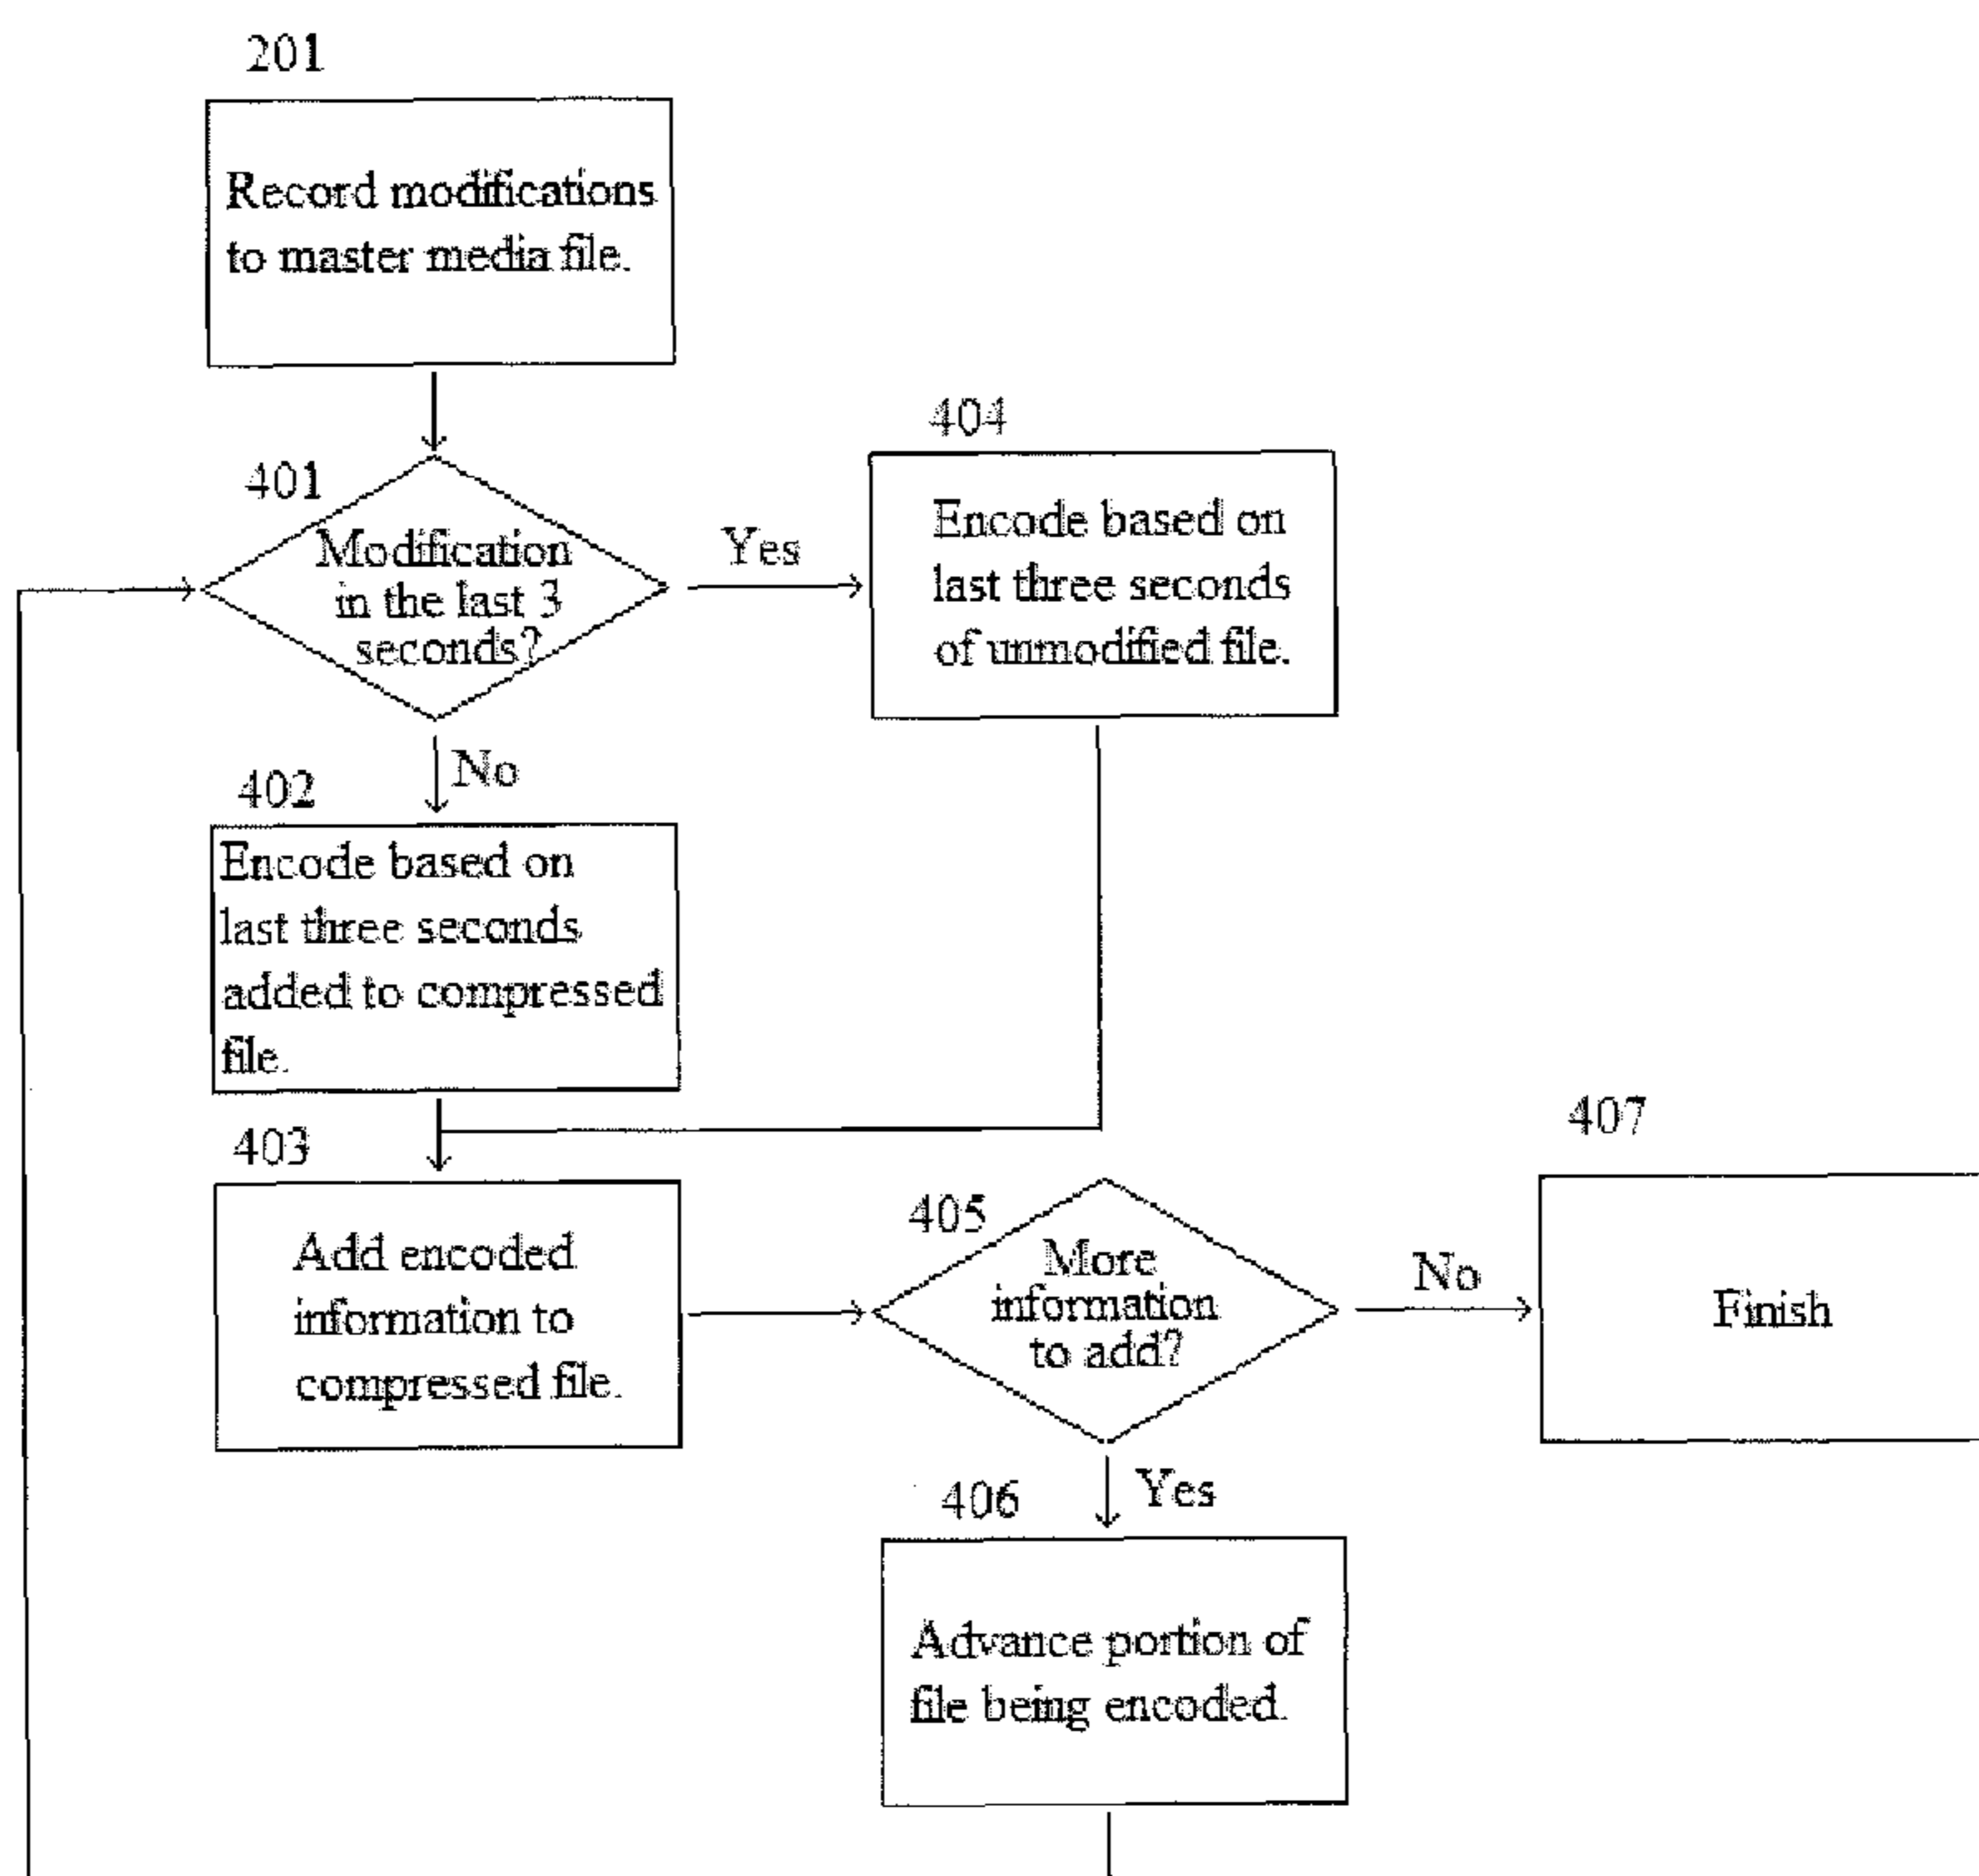 201
Record modifications
to master media file.
401
Modification
in the last 3
seconds?
Yes
404
Encode based on
last three seconds
of unmodified file.
No
402
Encode based on
last three seconds
added to compressed
file.
403
Add encoded
information to
compressed file.
405
More
information
to add?
No
407
Finish
Yes
406
Advance portion of
file being encoded.